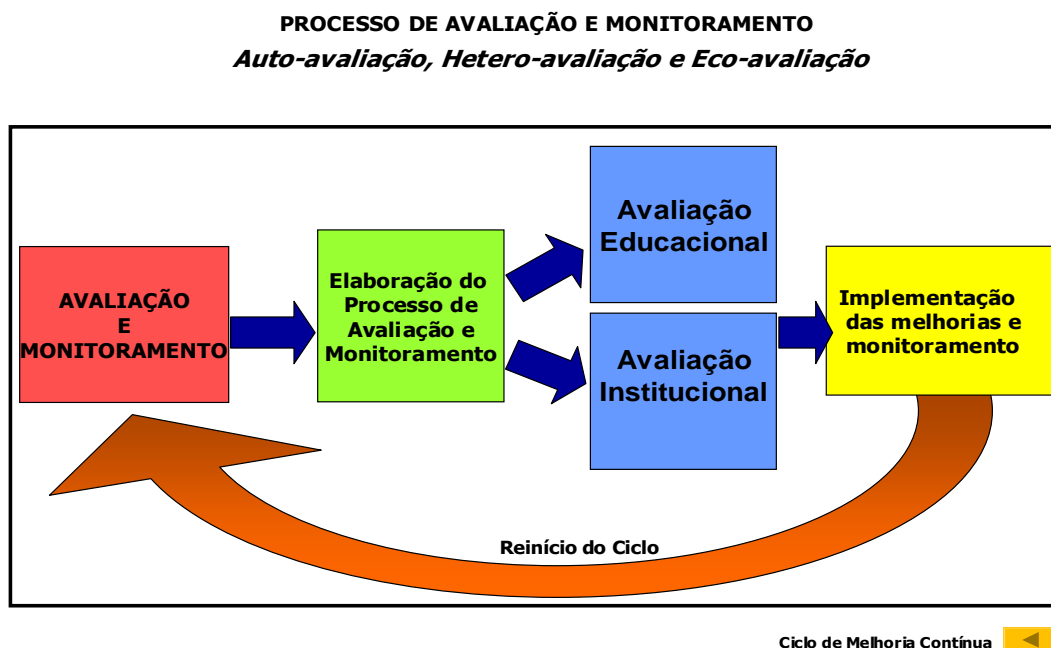 PROCESSO DE AVALIAÇÃO E MONITORAMENTO
Auto-avaliação, Hetero-avaliação e Eco-avaliação
AVALIAÇÃO
E
MONITORAMENTO
Elaboração do
Processo de
Avaliação e
Monitoramento
Avaliação
Educacional
Avaliação
Institucional
Implementação
das melhorias e
monitoramento
Reinício do Ciclo
Ciclo de Melhoria Contínua